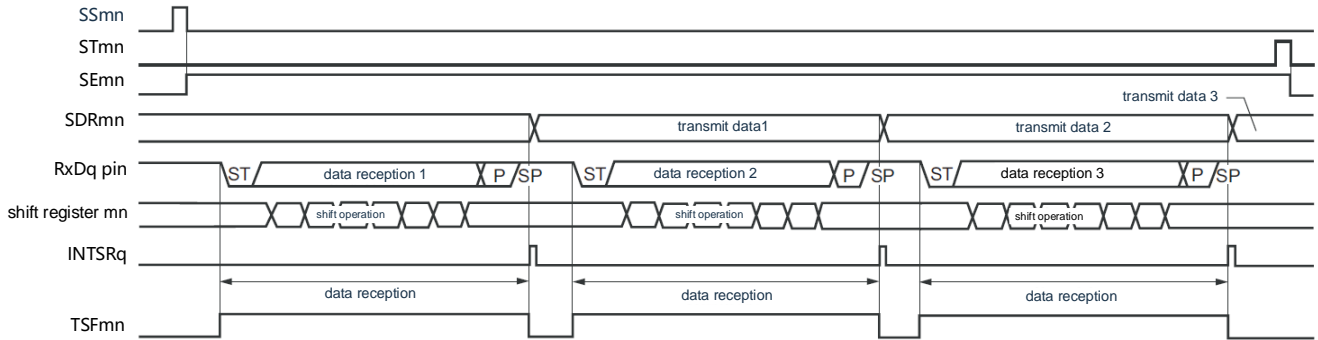 SSmn
STmn
SEmn
transmit data 3
SDRmn transmit data1 transmit data 2
RxDq pin ST data reception 1 P SP ST data reception 2 P SP ST data reception 3 P SP
shift register mn shift operation shift operation shift operation
INTSRq
data reception data reception data reception
TSFmn